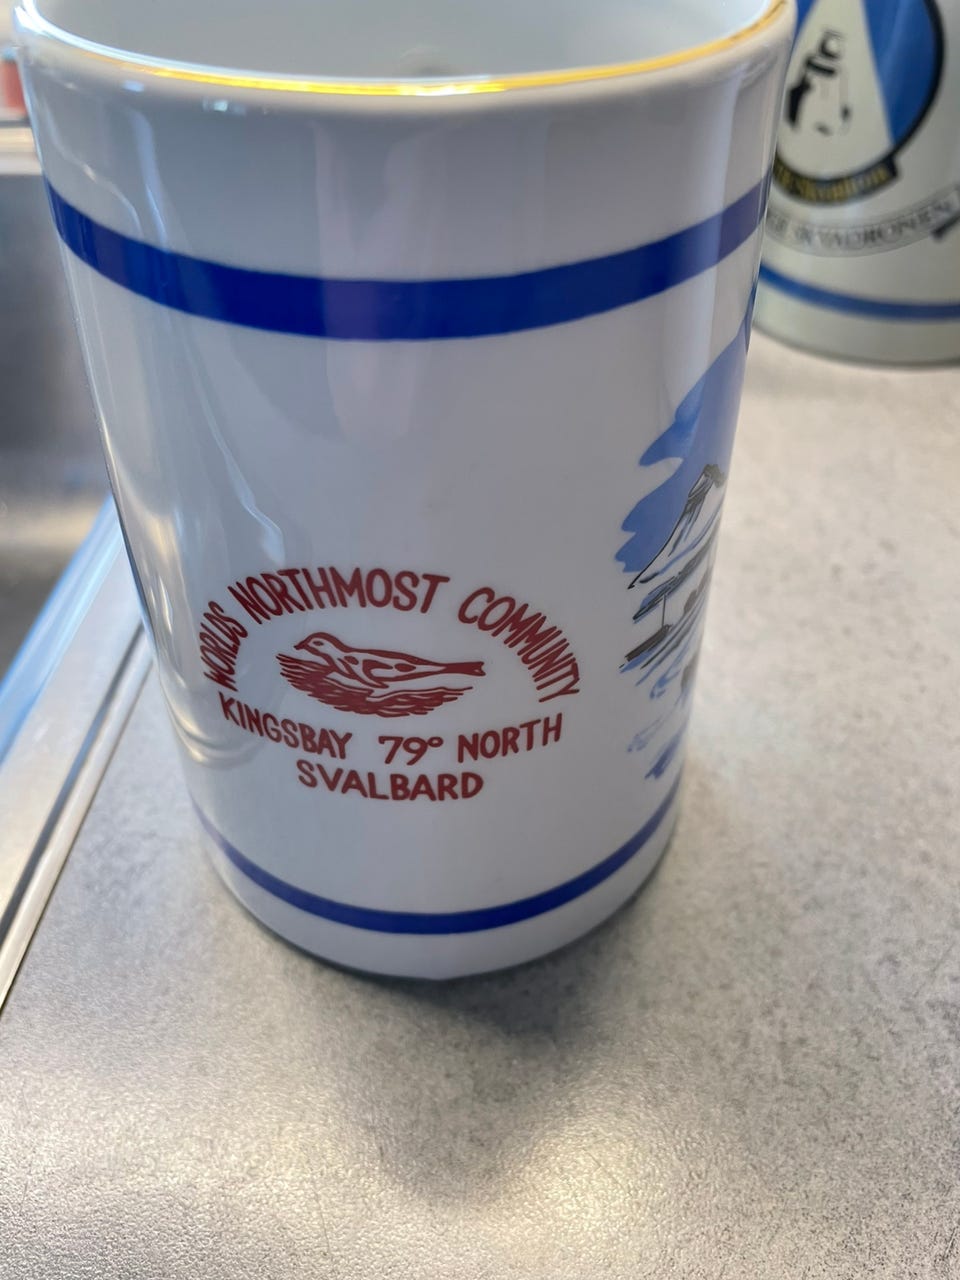 WORLDS NORTHMOST COMMUNITY
KINGSBAY 79° NORTH
SVALBARD